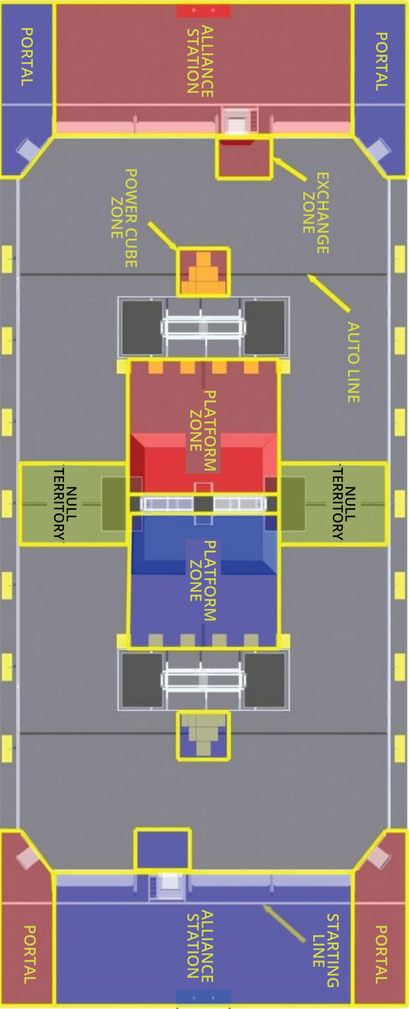 PORTAL
ALLIANCE
STATION
PORTAL
POWER CUBE
ZONE
EXCHANGE
ZONE
AUTO LINE
PLATFORM
ZONE
NULL
TERRITORY
NULL
TERRITORY
PLATFORM
ZONE
PORTAL
ALLIANCE
STATION
STARTING
LINE
PORTAL